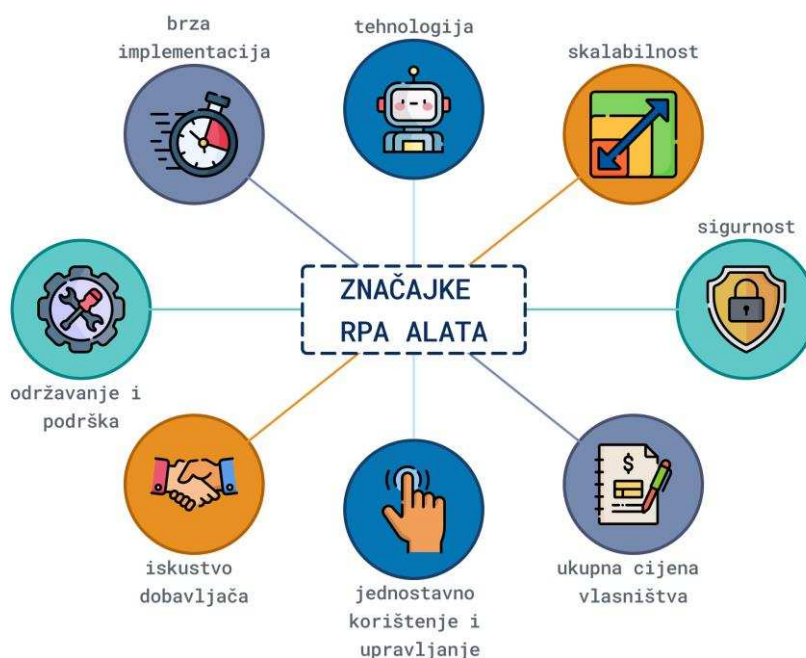 brza
implementacija
tehnologija
skalabilnost
sigurnost
ZNAČAJKE
RPA ALATA
održavanje i
podrška
iskustvo
dobavljača
jednostavno
korištenje i
upravljanje
$
ukupna cijena
vlasništva